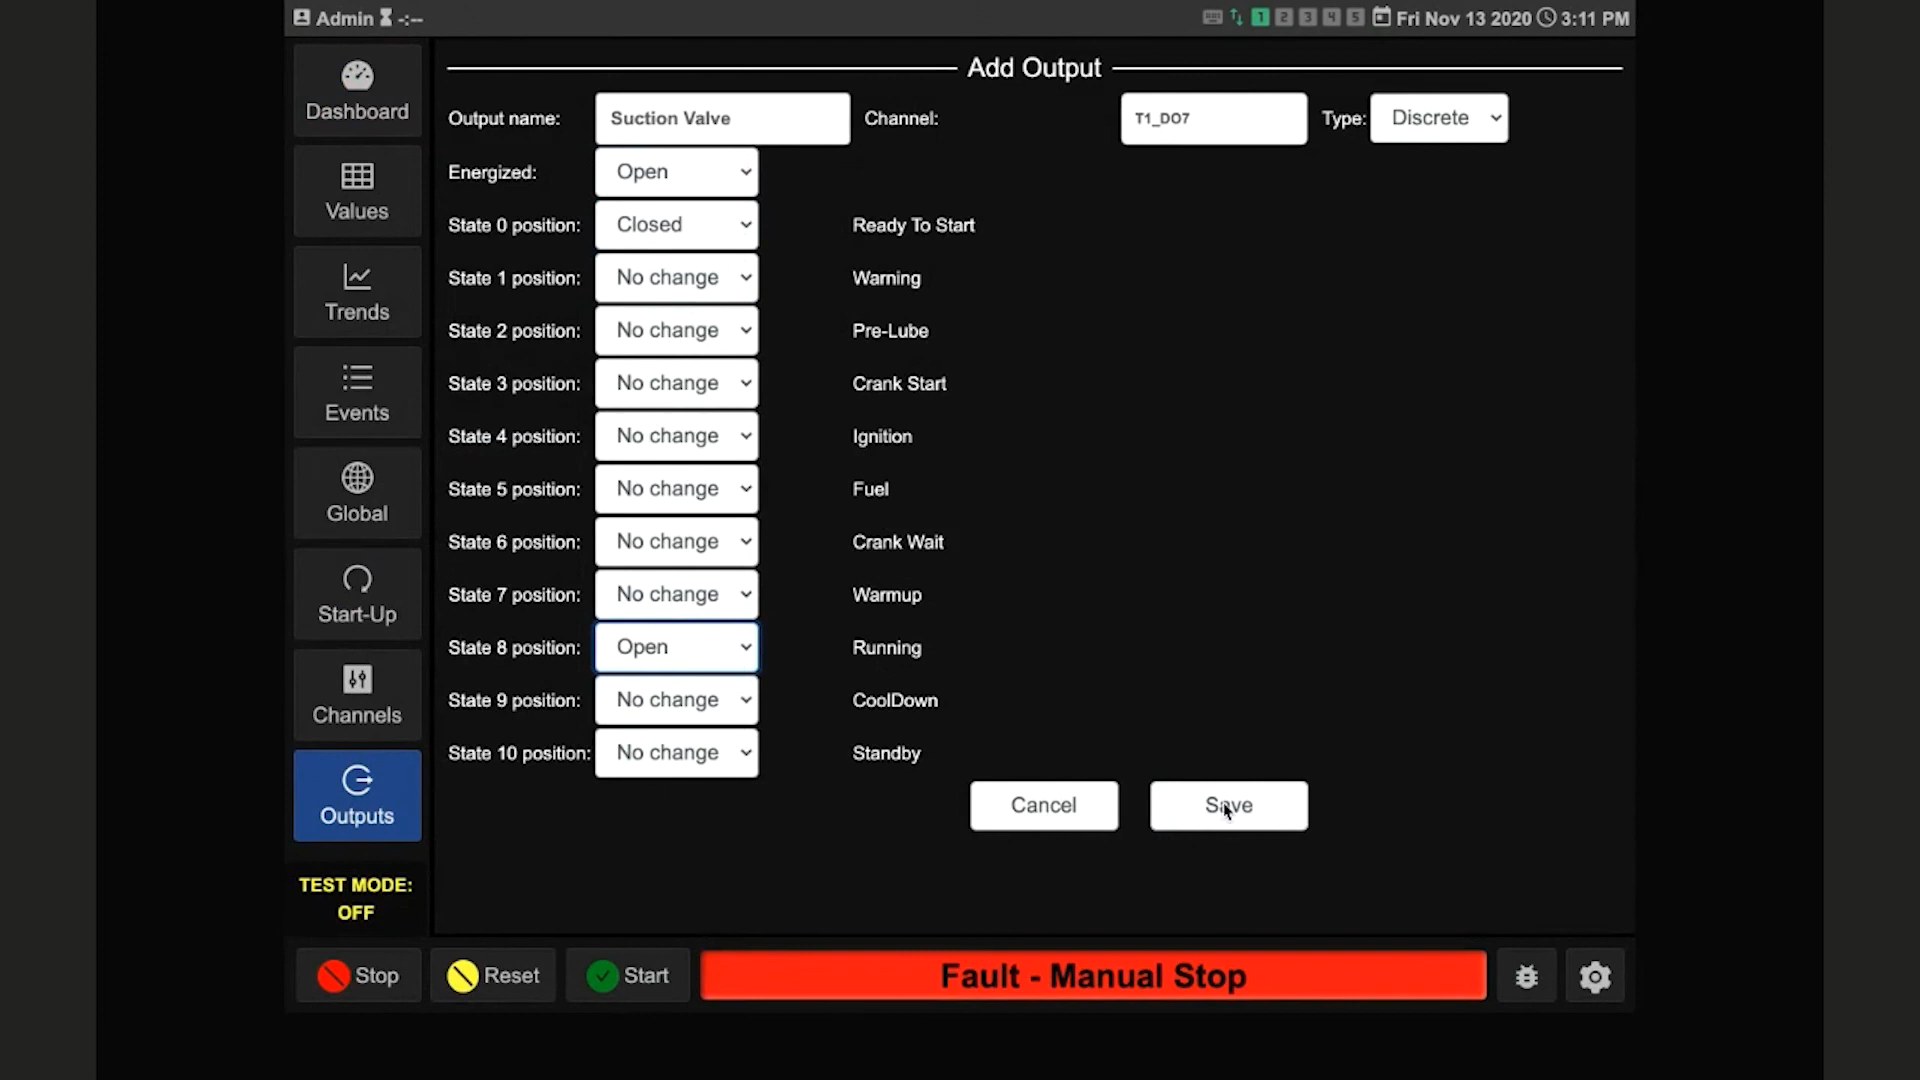 Admin -:--
1 2 3 4 5 Fri Nov 13 2020 3:11 PM
Dashboard
Values
Trends
Events
Global
Start-Up
Channels
Outputs
TEST MODE:
OFF
Add Output
Output name: Suction Valve Channel: T1_DO7 Type: Discrete
Energized: Open
State 0 position: Closed Ready To Start
State 1 position: No change Warning
State 2 position: No change Pre-Lube
State 3 position: No change Crank Start
State 4 position: No change Ignition
State 5 position: No change Fuel
State 6 position: No change Crank Wait
State 7 position: No change Warmup
State 8 position: Open Running
State 9 position: No change CoolDown
State 10 position: No change Standby
Cancel Save
Stop Reset Start Fault - Manual Stop